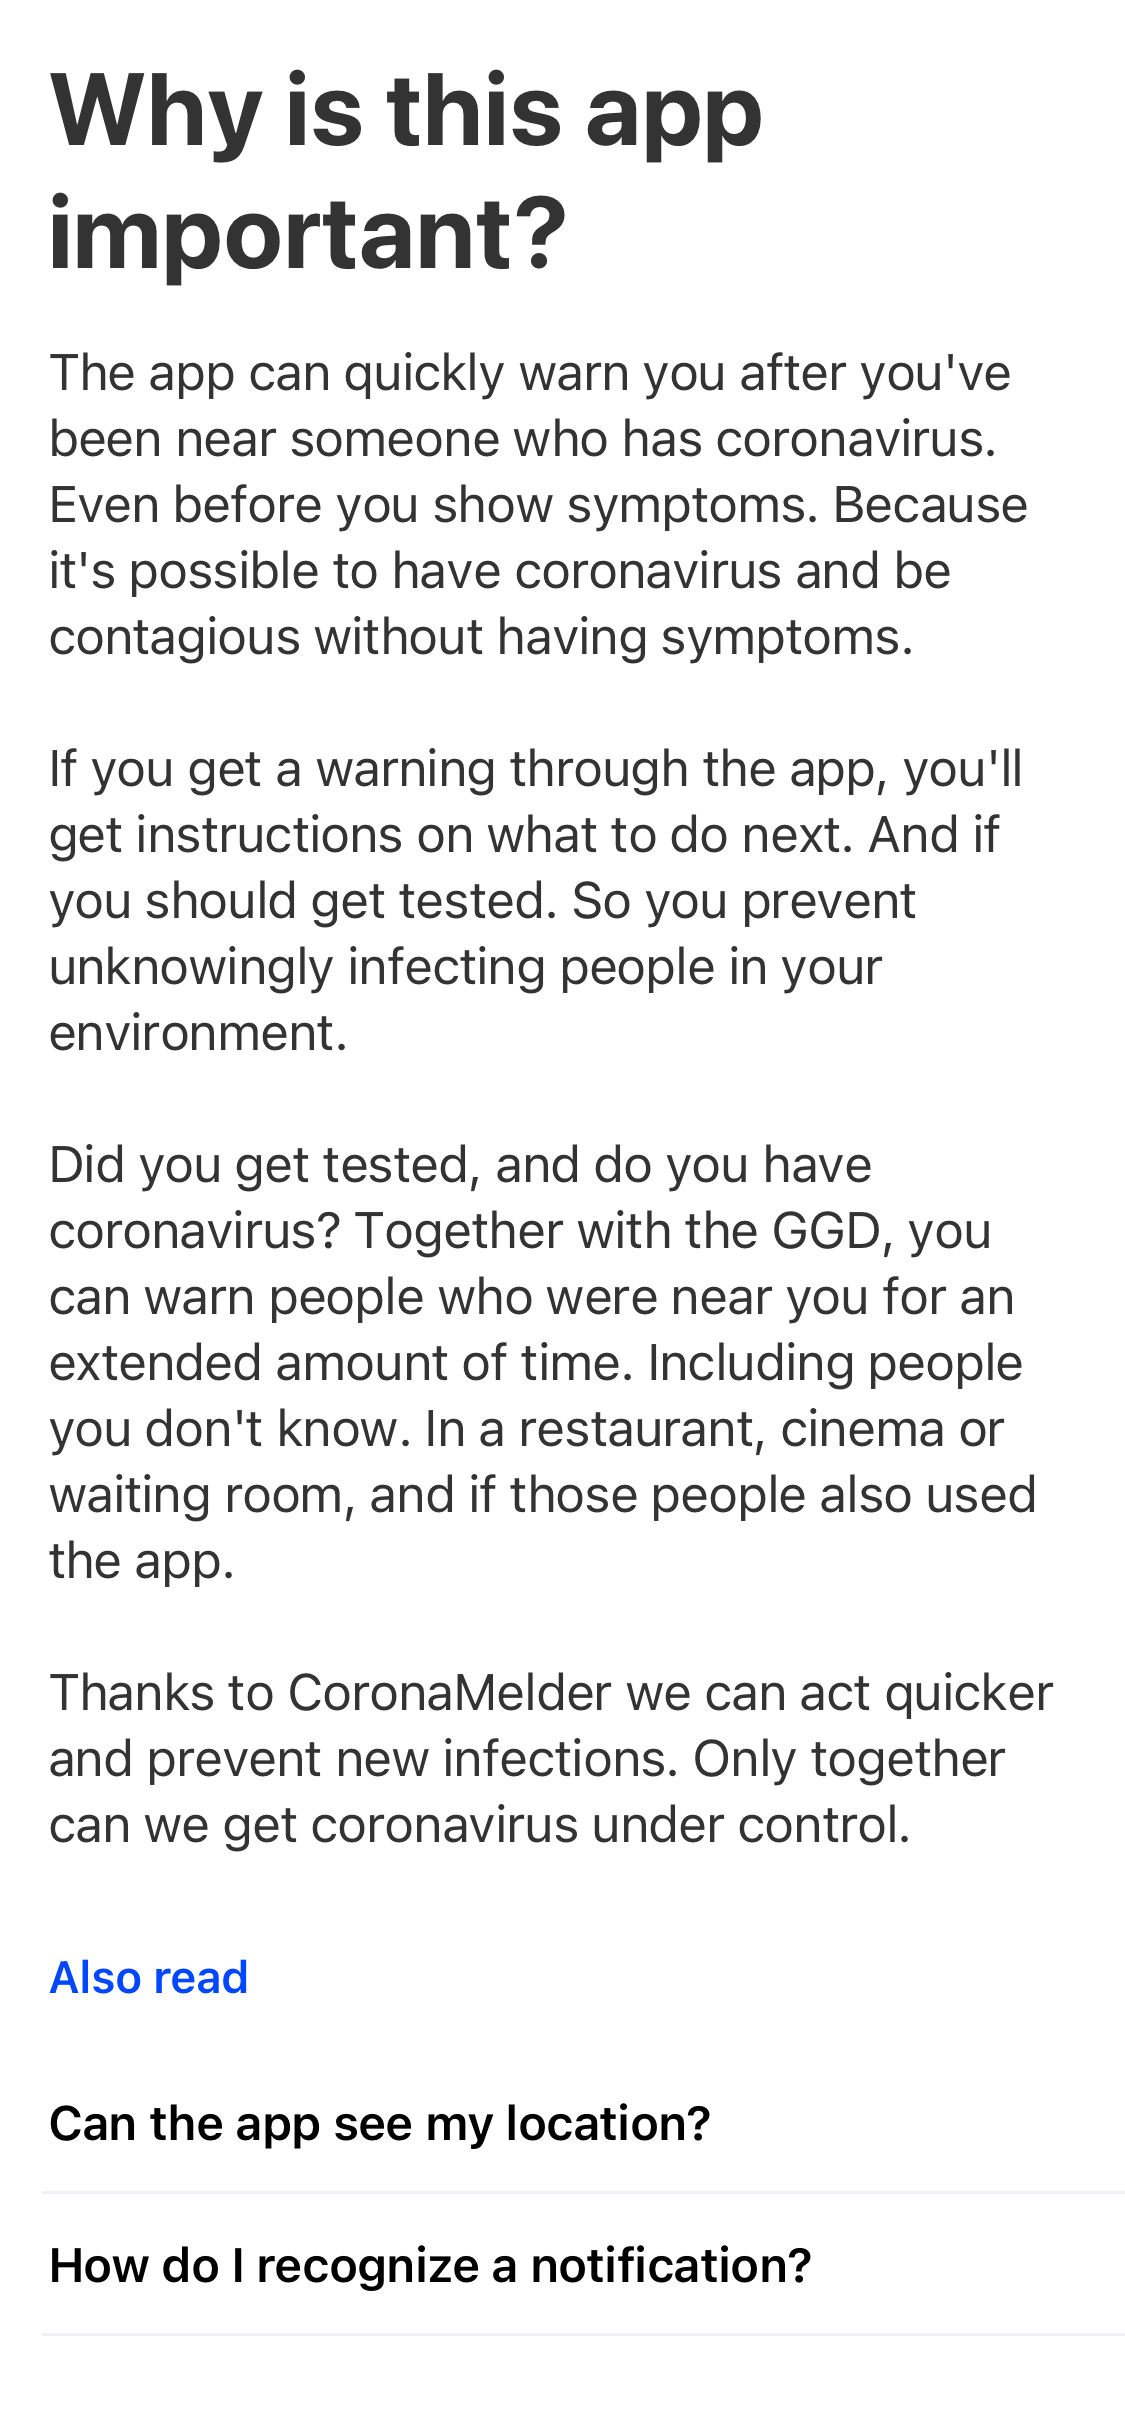 Why is this app
important?
The app can quickly warn you after you've
been near someone who has coronavirus.
Even before you show symptoms. Because
it's possible to have coronavirus and be
contagious without having symptoms.
If you get a warning through the app, you'll
get instructions on what to do next. And if
you should get tested. So you prevent
unknowingly infecting people in your
environment.
Did you get tested, and do you have
coronavirus? Together with the GGD, you
can warn people who were near you for an
extended amount of time. Including people
you don't know. In a restaurant, cinema or
waiting room, and if those people also used
the app.
Thanks to CoronaMelder we can act quicker
and prevent new infections. Only together
can we get coronavirus under control.
Also read
Can the app see my location?
How do I recognize a notification?